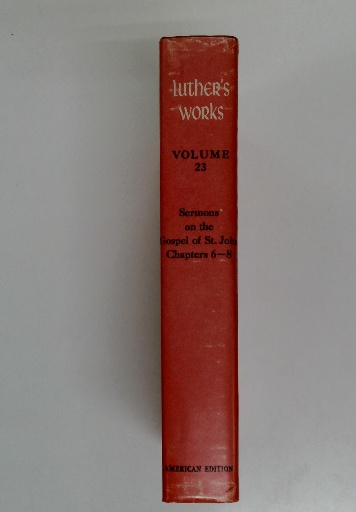 Luther's
Works
VOLUME
23
Sermons
on the
Gospel of St. John
Chapters 6—8
AMERICAN EDITION